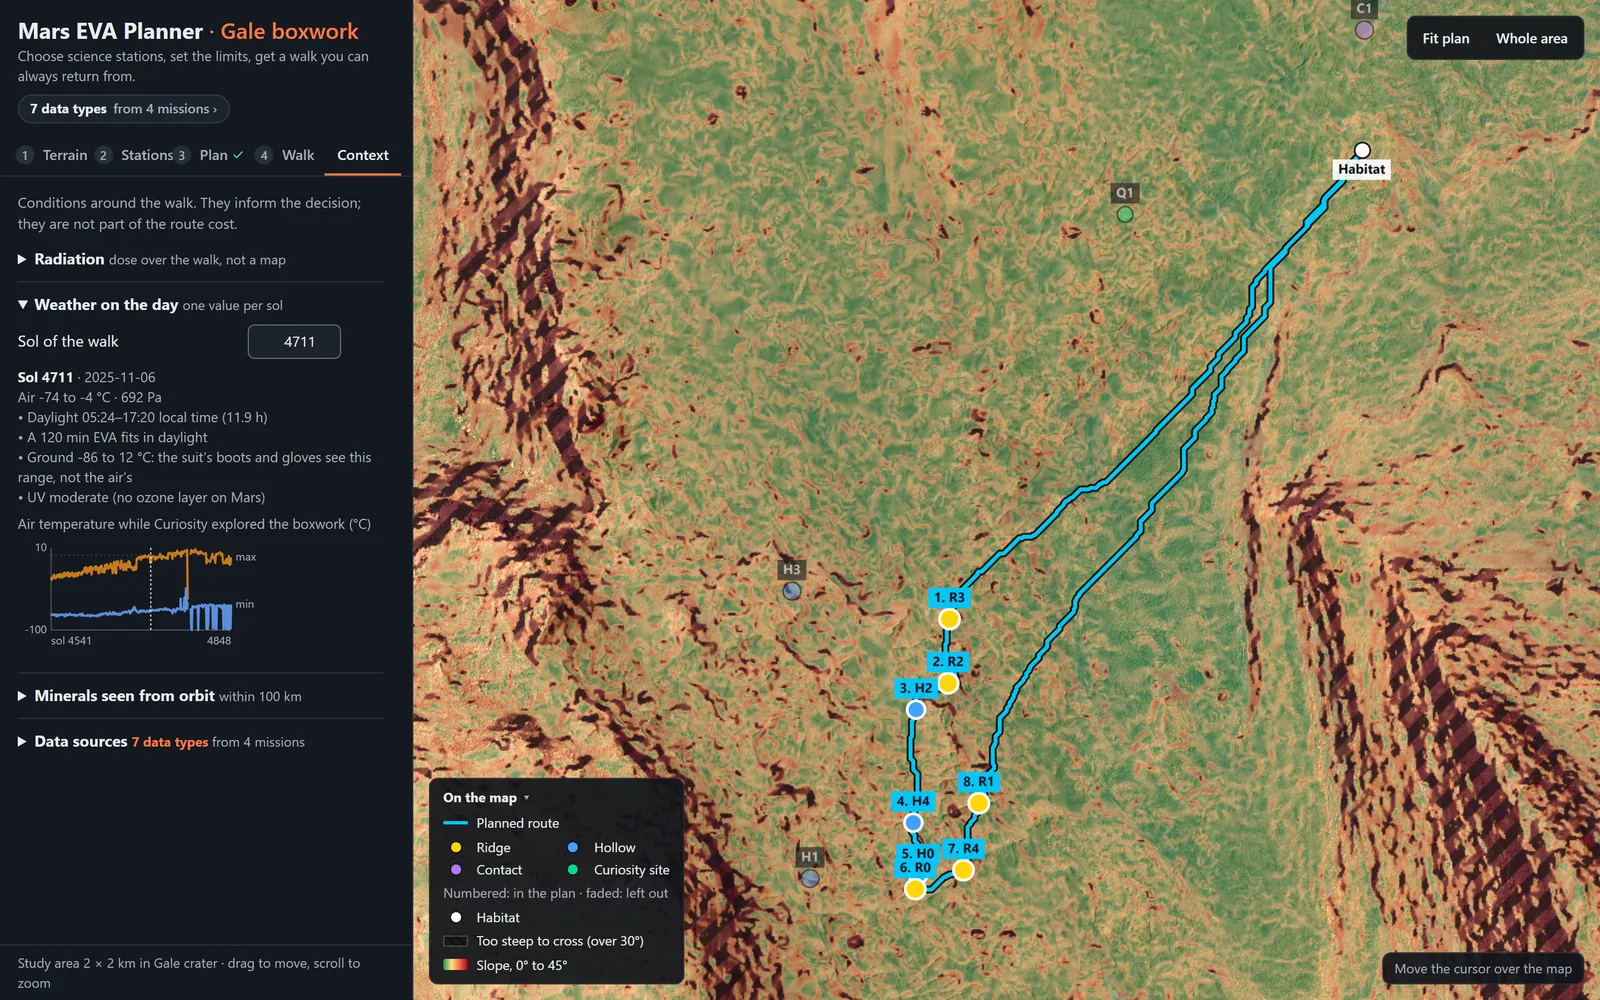 Mars EVA Planner · Gale boxwork
Choose science stations, set the limits, get a walk you can
always return from.
7 data types from 4 missions ›
1 Terrain 2 Stations 3 Plan ✓ 4 Walk Context
Conditions around the walk. They inform the decision;
they are not part of the route cost.
▶ Radiation dose over the walk, not a map
▼ Weather on the day one value per sol
Sol of the walk 4711
Sol 4711 · 2025-11-06
Air -74 to -4 °C · 692 Pa
• Daylight 05:24–17:20 local time (11.9 h)
• A 120 min EVA fits in daylight
• Ground -86 to 12 °C: the suit's boots and gloves see this
range, not the air's
• UV moderate (no ozone layer on Mars)
Air temperature while Curiosity explored the boxwork (°C)
10
max
min
-100
sol 4541 4848
▶ Minerals seen from orbit within 100 km
▶ Data sources 7 data types from 4 missions
Study area 2 × 2 km in Gale crater · drag to move, scroll to
zoom
C1
Fit plan Whole area
Habitat
Q1
H3
1. R3
2. R2
3. H2
8. R1
4. H4
7. R4
5. H0
6. R0
H1
On the map ▾
Planned route
Ridge Hollow
Contact Curiosity site
Numbered: in the plan · faded: left out
Habitat
Too steep to cross (over 30°)
Slope, 0° to 45°
Move the cursor over the map